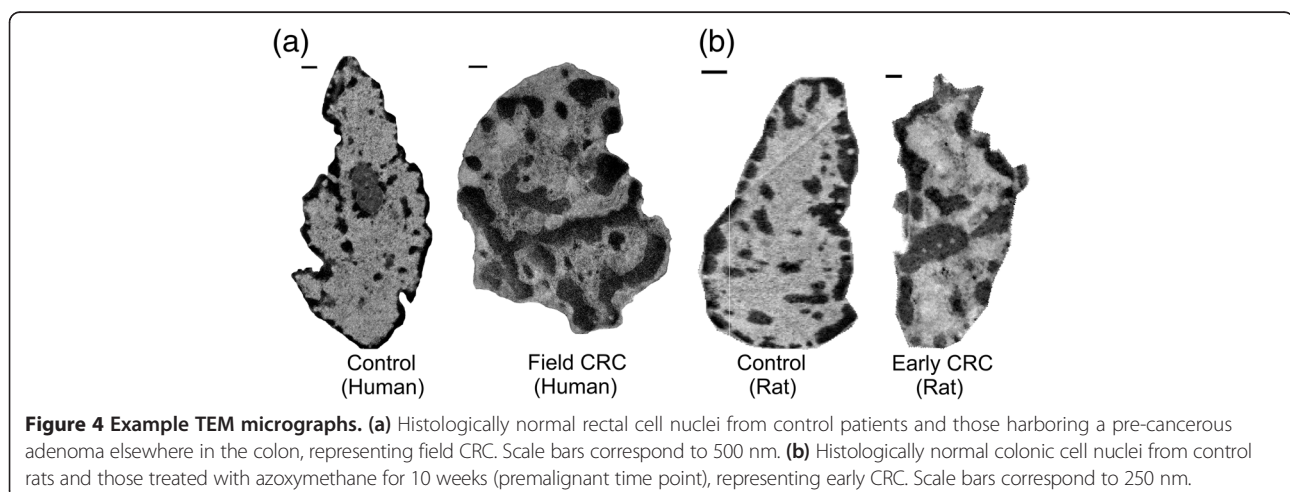 (a)
(b)
Control
(Human)
Field CRC
(Human)
Control
(Rat)
Early CRC
(Rat)
Figure 4 Example TEM micrographs. (a) Histologically normal rectal cell nuclei from control patients and those harboring a pre-cancerous
adenoma elsewhere in the colon, representing field CRC. Scale bars correspond to 500 nm. (b) Histologically normal colonic cell nuclei from control
rats and those treated with azoxymethane for 10 weeks (premalignant time point), representing early CRC. Scale bars correspond to 250 nm.